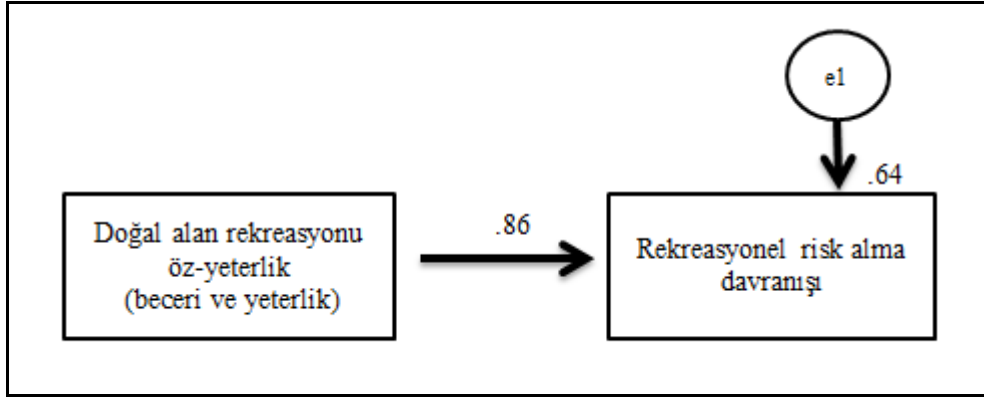 e1
.64
.86
Doğal alan rekreasyonu
öz-yeterlik
(beceri ve yeterlik)
Rekreasyonel risk alma
davranışı